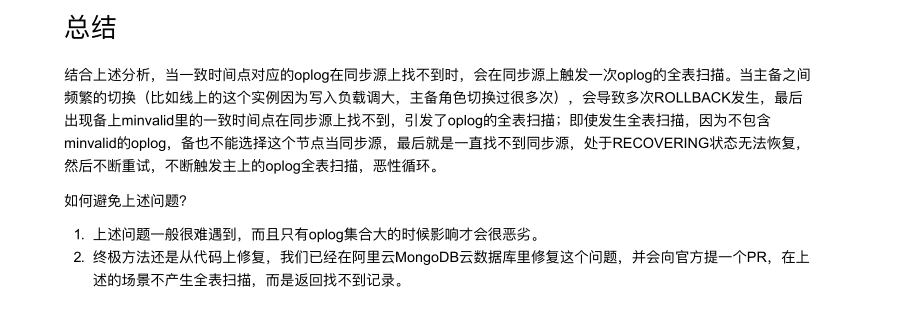 总结
结合上述分析，当一致时间点对应的oplog在同步源上找不到时，会在同步源上触发一次oplog的全表扫描。当主备之间
频繁的切换（比如线上的这个实例因为写入负载调大，主备角色切换过很多次），会导致多次ROLLBACK发生，最后
出现备上minvalid里的一致时间点在同步源上找不到，引发了oplog的全表扫描；即使发生全表扫描，因为不包含
minvalid的oplog，备也不能选择这个节点当同步源，最后就是一直找不到同步源，处于RECOVERING状态无法恢复，
然后不断重试，不断触发主上的oplog全表扫描，恶性循环。
如何避免上述问题?
1. 上述问题一般很难遇到，而且只有oplog集合大的时候影响才会很恶劣。
2. 终极方法还是从代码上修复，我们已经在阿里云MongoDB云数据库里修复这个问题，并会向官方提一个PR，在上
述的场景不产生全表扫描，而是返回找不到记录。